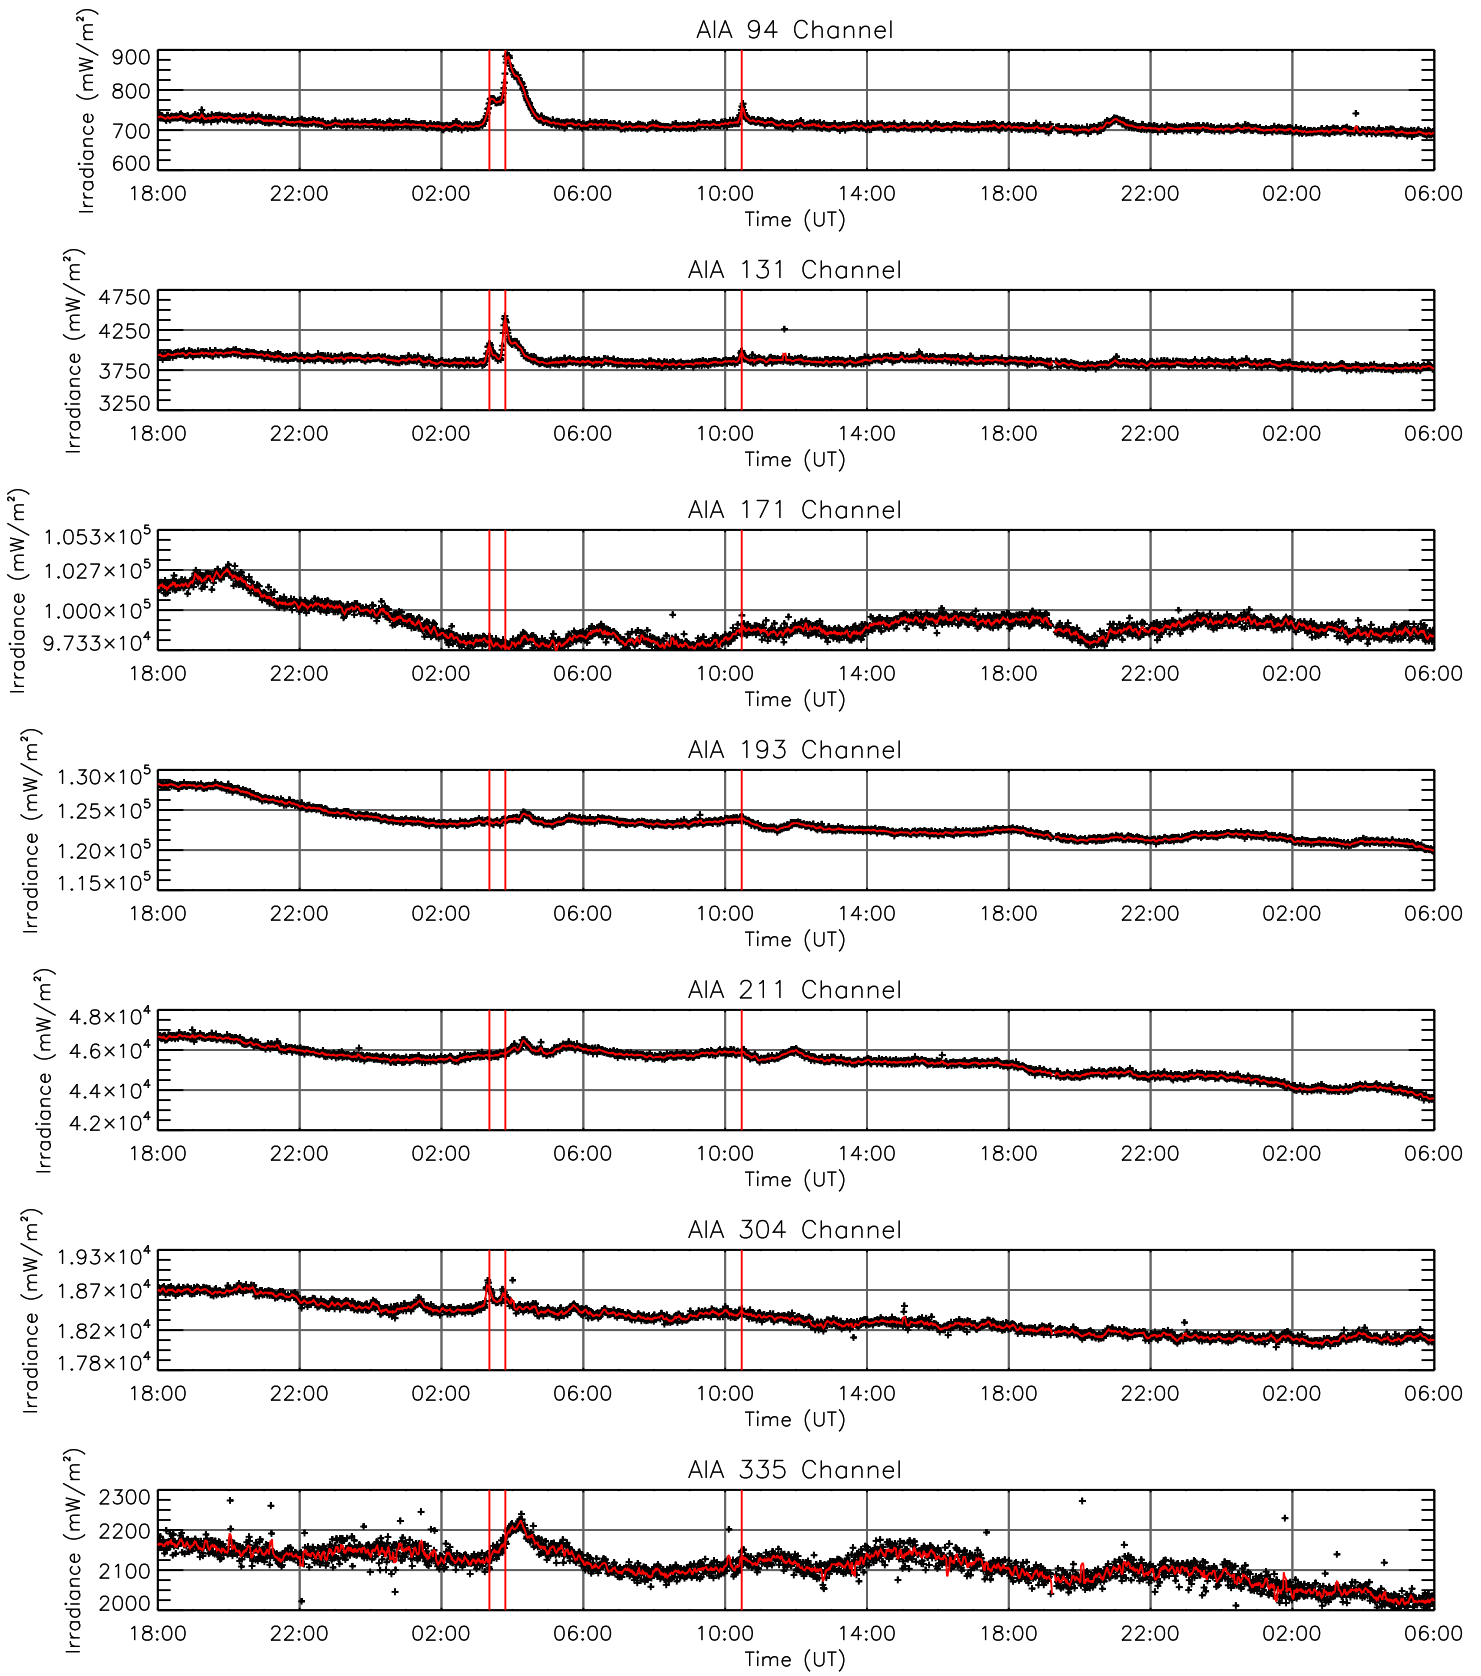 AIA 94 Channel
Irradiance (mW/m²)
900
800
700
600
18:00 22:00 02:00 06:00 10:00 14:00 18:00 22:00 02:00 06:00
Time (UT)
AIA 131 Channel
Irradiance (mW/m²)
4750
4250
3750
3250
18:00 22:00 02:00 06:00 10:00 14:00 18:00 22:00 02:00 06:00
Time (UT)
AIA 171 Channel
Irradiance (mW/m²)
1.053×10⁵
1.027×10⁵
1.000×10⁵
9.733×10⁴
18:00 22:00 02:00 06:00 10:00 14:00 18:00 22:00 02:00 06:00
Time (UT)
AIA 193 Channel
Irradiance (mW/m²)
1.30×10⁵
1.25×10⁵
1.20×10⁵
1.15×10⁵
18:00 22:00 02:00 06:00 10:00 14:00 18:00 22:00 02:00 06:00
Time (UT)
AIA 211 Channel
Irradiance (mW/m²)
4.8×10⁴
4.6×10⁴
4.4×10⁴
4.2×10⁴
18:00 22:00 02:00 06:00 10:00 14:00 18:00 22:00 02:00 06:00
Time (UT)
AIA 304 Channel
Irradiance (mW/m²)
1.93×10⁴
1.87×10⁴
1.82×10⁴
1.78×10⁴
18:00 22:00 02:00 06:00 10:00 14:00 18:00 22:00 02:00 06:00
Time (UT)
AIA 335 Channel
Irradiance (mW/m²)
2300
2200
2100
2000
18:00 22:00 02:00 06:00 10:00 14:00 18:00 22:00 02:00 06:00
Time (UT)